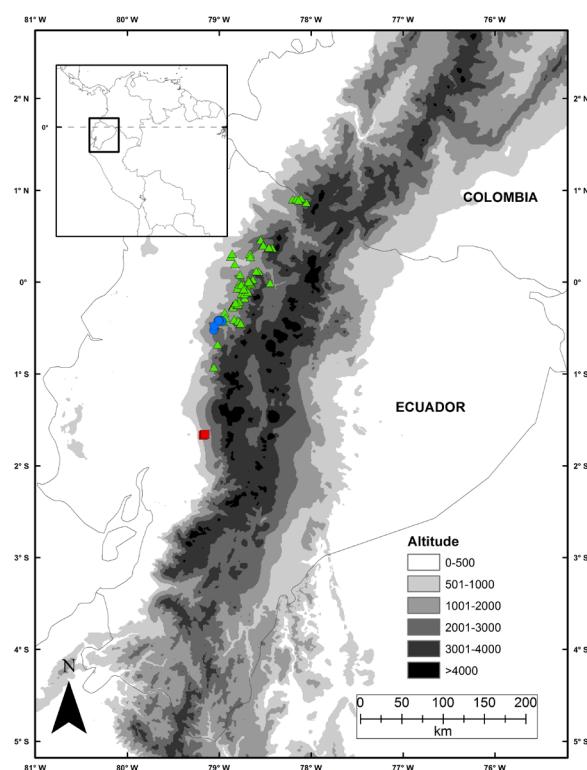 81°W 80°W 79°W 78°W 77°W 76°W
2°N 2°N
0°
1°N 1°N
COLOMBIA
0° 0°
1°S 1°S
ECUADOR
2°S 2°S
Altitude
0-500
3°S 3°S
501-1000
1001-2000
2001-3000
4°S 4°S
3001-4000
N
>4000
0 50 100 150 200
km
5°S 5°S
81°W 80°W 79°W 78°W 77°W 76°W